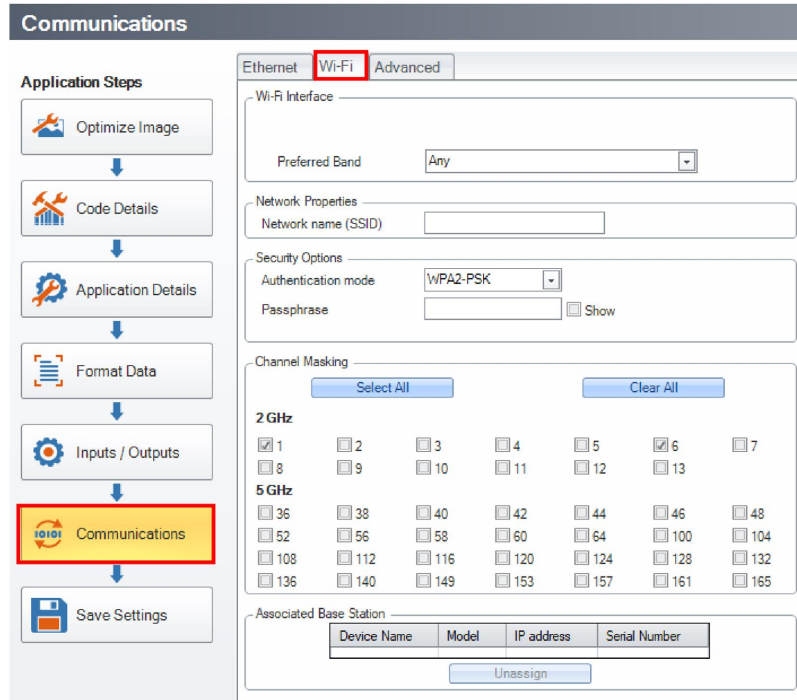 Communications
Application Steps
Optimize Image
Code Details
Application Details
Format Data
Inputs / Outputs
Communications
Save Settings
Ethernet Wi-Fi Advanced
Wi-Fi Interface
Preferred Band Any
Network Properties
Network name (SSID)
Security Options
Authentication mode WPA2-PSK
Passphrase Show
Channel Masking
Select All Clear All
2 GHz
1 2 3 4 5 6 7
8 9 10 11 12 13
5 GHz
36 38 40 42 44 46 48
52 56 58 60 64 100 104
108 112 116 120 124 128 132
136 140 149 153 157 161 165
Associated Base Station
Device Name Model IP address Serial Number
Unassign